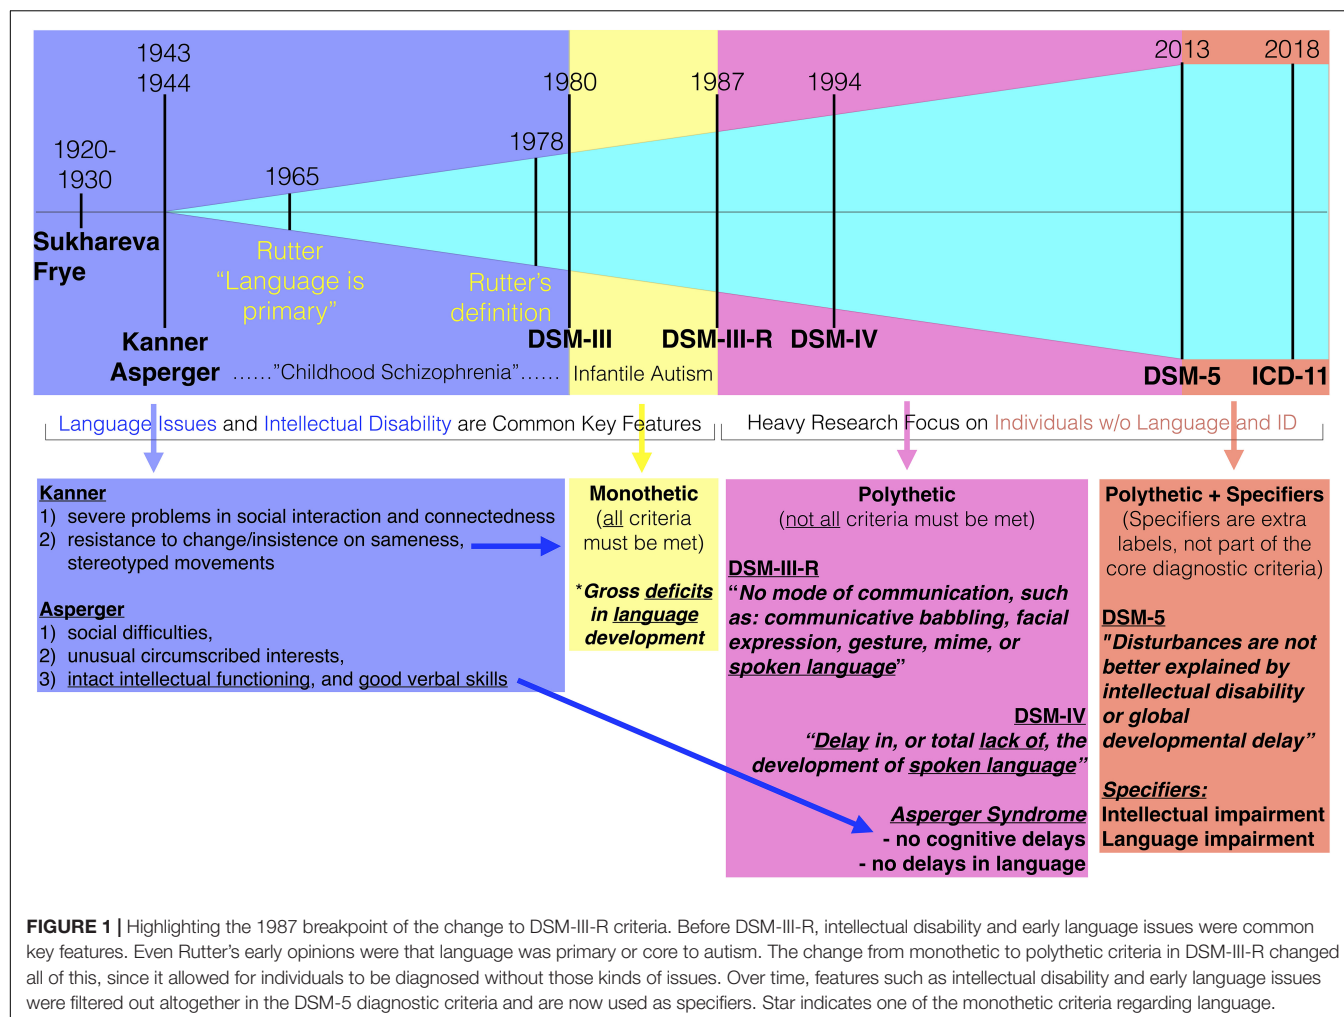 1943
1944
1920-
1930
1965
1978
1980
1987
1994
2013
2018
Sukhareva
Frye
Rutter
“Language is
primary”
Rutter’s
definition
Kanner
Asperger
DSM-III
DSM-III-R
DSM-IV
DSM-5
ICD-11
......”Childhood Schizophrenia”......
Infantile Autism
Language Issues and Intellectual Disability are Common Key Features
Heavy Research Focus on Individuals w/o Language and ID
Kanner
1) severe problems in social interaction and connectedness
2) resistance to change/insistence on sameness,
stereotyped movements
Asperger
1) social difficulties,
2) unusual circumscribed interests,
3) intact intellectual functioning, and good verbal skills
Monothetic
(all criteria
must be met)
*Gross deficits
in language
development
Polythetic
(not all criteria must be met)
DSM-III-R
“No mode of communication, such
as: communicative babbling, facial
expression, gesture, mime, or
spoken language”
DSM-IV
“Delay in, or total lack of, the
development of spoken language”
Asperger Syndrome
- no cognitive delays
- no delays in language
Polythetic + Specifiers
(Specifiers are extra
labels, not part of the
core diagnostic criteria)
DSM-5
"Disturbances are not
better explained by
intellectual disability
or global
developmental delay”
Specifiers:
Intellectual impairment
Language impairment
FIGURE 1 | Highlighting the 1987 breakpoint of the change to DSM-III-R criteria. Before DSM-III-R, intellectual disability and early language issues were common
key features. Even Rutter’s early opinions were that language was primary or core to autism. The change from monothetic to polythetic criteria in DSM-III-R changed
all of this, since it allowed for individuals to be diagnosed without those kinds of issues. Over time, features such as intellectual disability and early language issues
were filtered out altogether in the DSM-5 diagnostic criteria and are now used as specifiers. Star indicates one of the monothetic criteria regarding language.